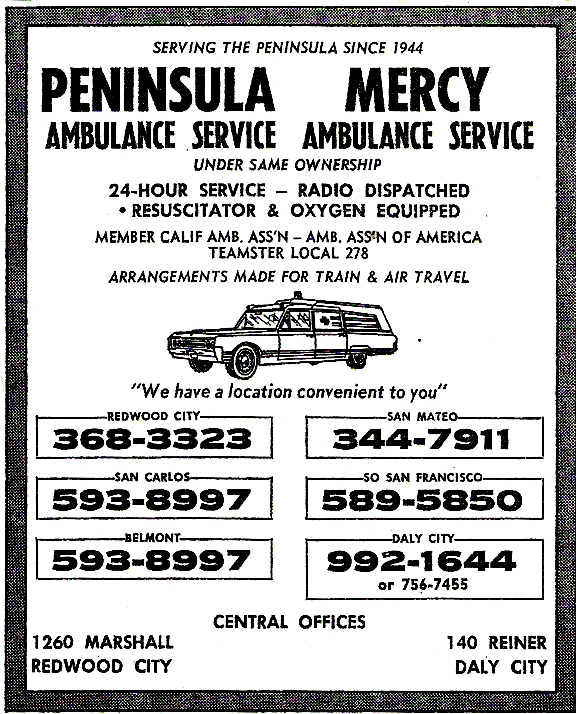 SERVING THE PENINSULA SINCE 1944
PENINSULA MERCY
AMBULANCE SERVICE AMBULANCE SERVICE
UNDER SAME OWNERSHIP
24-HOUR SERVICE – RADIO DISPATCHED
• RESUSCITATOR & OXYGEN EQUIPPED
MEMBER CALIF AMB. ASS'N – AMB. ASS'N OF AMERICA
TEAMSTER LOCAL 278
ARRANGEMENTS MADE FOR TRAIN & AIR TRAVEL
"We have a location convenient to you"
REDWOOD CITY
368-3323
SAN MATEO
344-7911
SAN CARLOS
593-8997
SO SAN FRANCISCO
589-5850
BELMONT
593-8997
DALY CITY
992-1644
or 756-7455
CENTRAL OFFICES
1260 MARSHALL
REDWOOD CITY
140 REINER
DALY CITY